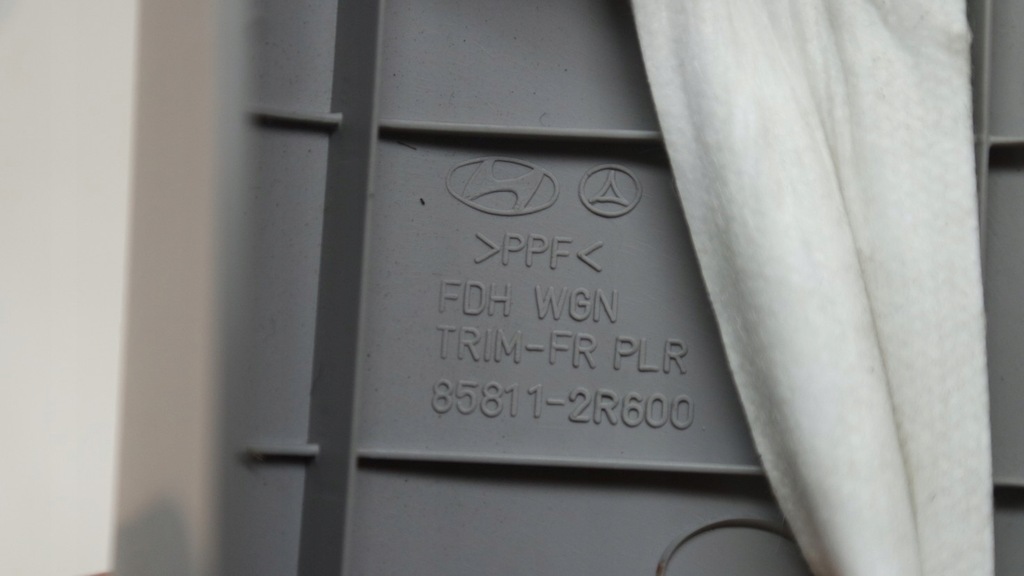 >PPF<
FDH WGN
TRIM-FR PLR
85811-2R600